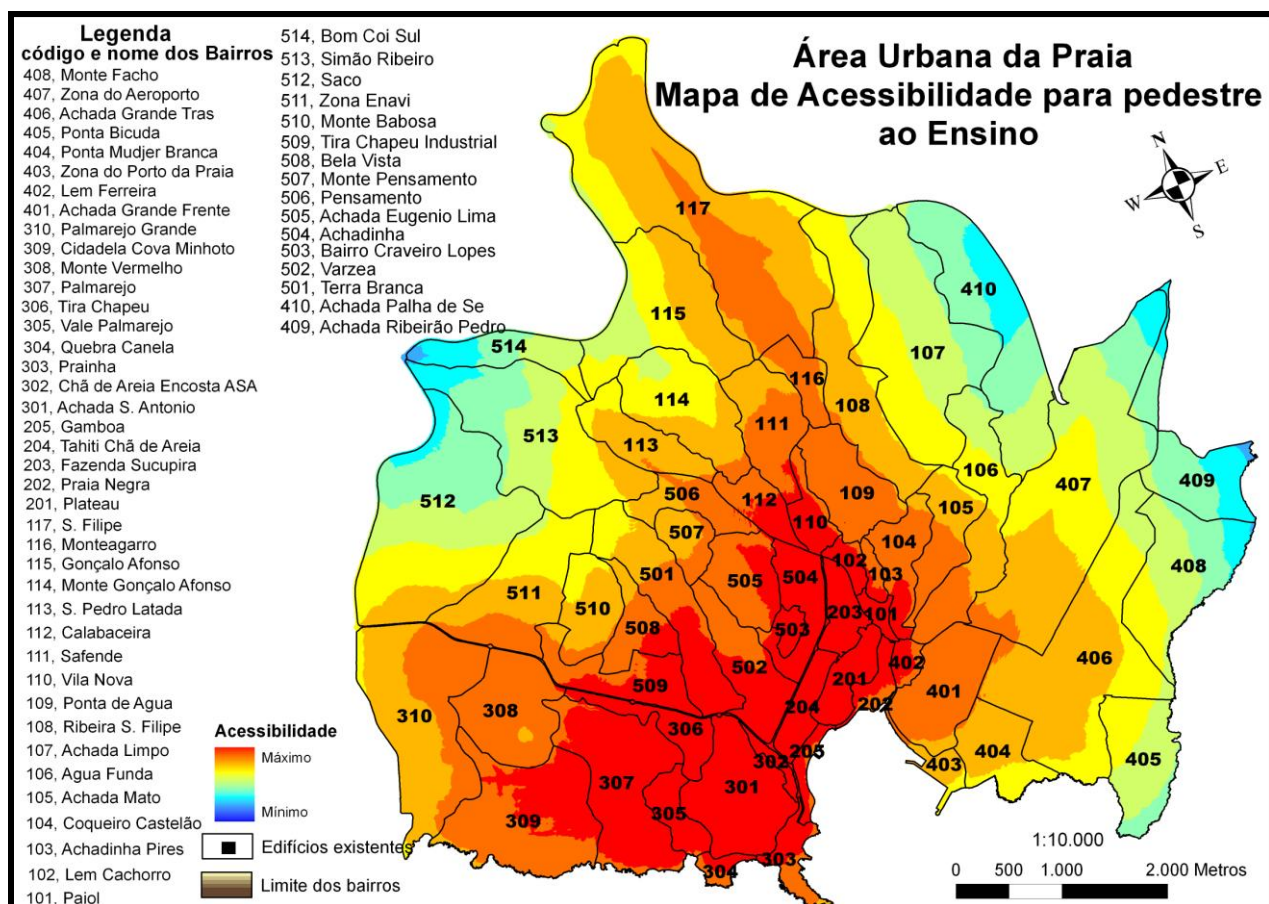 Legenda
código e nome dos Bairros
408, Monte Facho
407, Zona do Aeroporto
406, Achada Grande Tras
405, Ponta Bicuda
404, Ponta Mudjer Branca
403, Zona do Porto da Praia
402, Lem Ferreira
401, Achada Grande Frente
310, Palmarejo Grande
309, Cidadela Cova Minhoto
308, Monte Vermelho
307, Palmarejo
306, Tira Chapeu
305, Vale Palmarejo
304, Quebra Canela
303, Prainha
302, Chã de Areia Encosta ASA
301, Achada S. Antonio
205, Gamboa
204, Tahiti Chã de Areia
203, Fazenda Sucupira
202, Praia Negra
201, Plateau
117, S. Filipe
116, Monteagarro
115, Gonçalo Afonso
114, Monte Gonçalo Afonso
113, S. Pedro Latada
112, Calabaceira
111, Safende
110, Vila Nova
109, Ponta de Agua
108, Ribeira S. Filipe
107, Achada Limpo
106, Agua Funda
105, Achada Mato
104, Coqueiro Castelão
103, Achadinha Pires
102, Lem Cachorro
101, Paiol
514, Bom Coi Sul
513, Simão Ribeiro
512, Saco
511, Zona Enavi
510, Monte Babosa
509, Tira Chapeu Industrial
508, Bela Vista
507, Monte Pensamento
506, Pensamento
505, Achada Eugenio Lima
504, Achadinha
503, Bairro Craveiro Lopes
502, Varzea
501, Terra Branca
410, Achada Palha de Se
409, Achada Ribeirão Pedro
Acessibilidade
Máximo
Mínimo
Edifícios existentes
Limite dos bairros
Área Urbana da Praia
Mapa de Acessibilidade para pedestre
ao Ensino
N
E
W
S
117
410
115
107
514
116
114
108
111
513
113
106
407
409
506
112
109
512
105
110
507
104
408
102
505
504
103
501
511
510
203
101
503
508
402
502
201
406
509
401
202
310
308
204
306
205
404
307
302
403
405
301
305
309
303
304
1:10.000
0 500 1.000 2.000 Metros